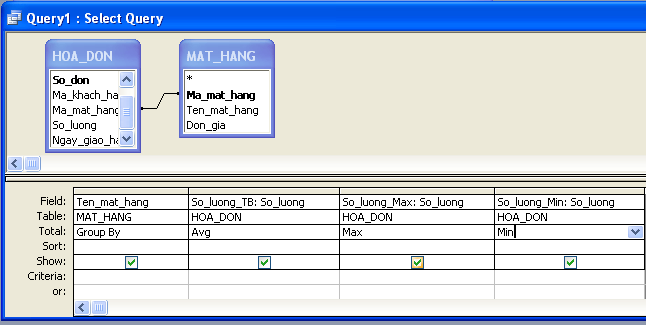 Query1 : Select Query
HOA_DON
So_don
Ma_khach_ha
Ma_mat_hang
So_luong
Ngay_giao_ha
MAT_HANG
*
Ma_mat_hang
Ten_mat_hang
Don_gia
Field: Ten_mat_hang So_luong_TB: So_luong So_luong_Max: So_luong So_luong_Min: So_luong
Table: MAT_HANG HOA_DON HOA_DON HOA_DON
Total: Group By Avg Max Min
Sort:
Show:
Criteria:
or: